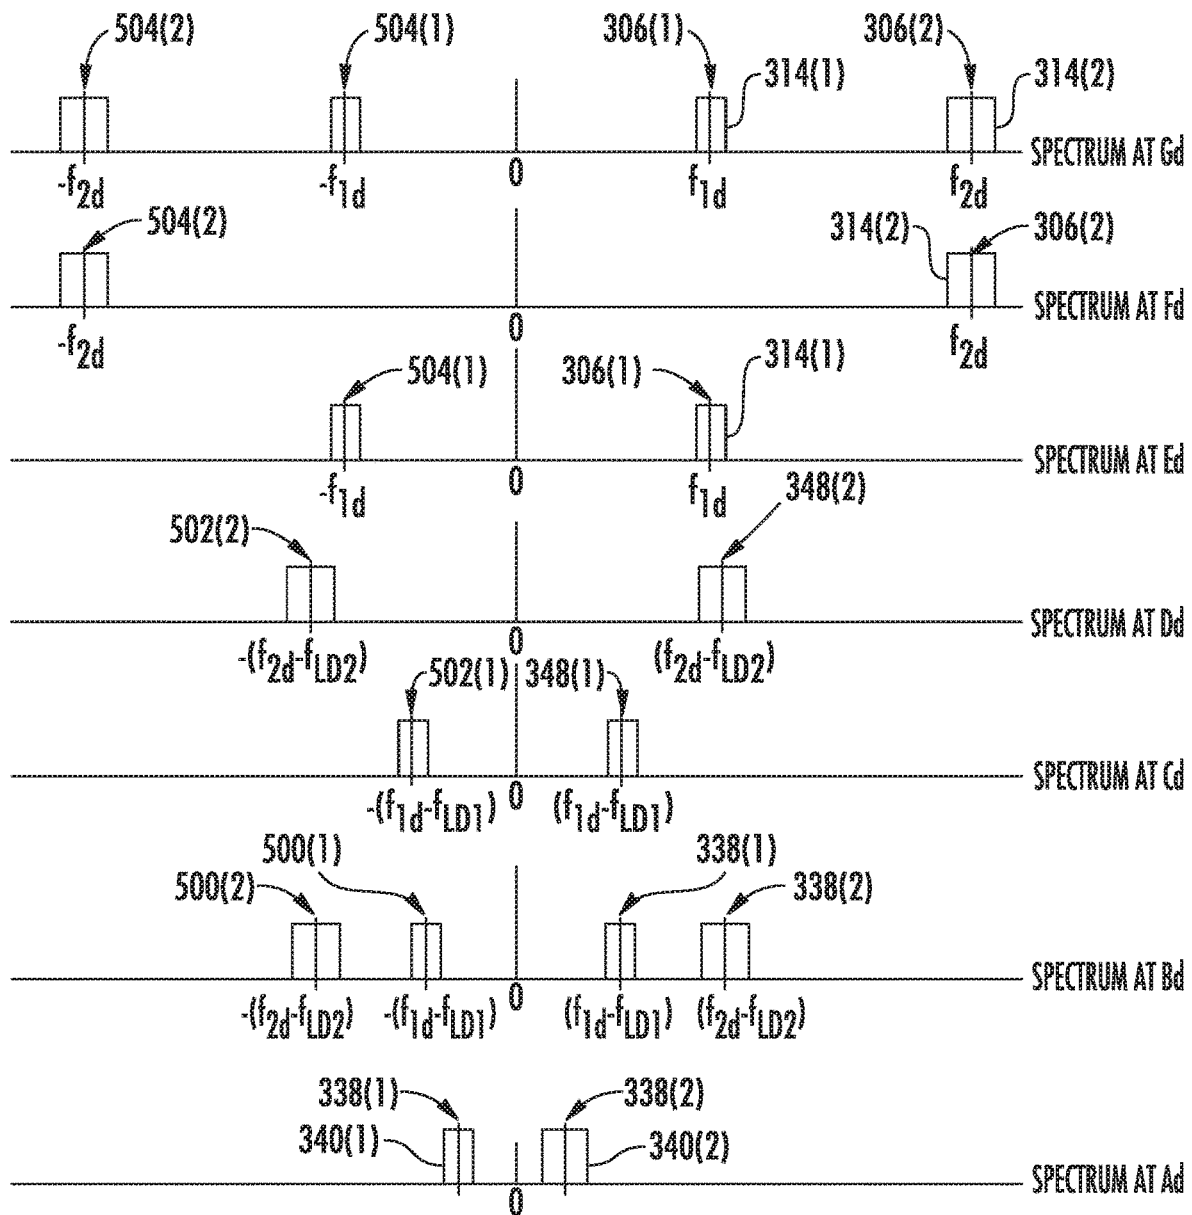 504(2) 504(1) 306(1) 306(2)
314(1) 314(2)
SPECTRUM AT Gd
-f2d -f1d 0 f1d f2d
504(2) 314(2) 306(2)
SPECTRUM AT Fd
-f2d 0 f2d
504(1) 306(1) 314(1)
SPECTRUM AT Ed
-f1d 0 f1d
502(2) 348(2)
SPECTRUM AT Dd
-(f2d-fLD2) 0 (f2d-fLD2)
502(1) 348(1)
SPECTRUM AT Cd
-(f1d-fLD1) 0 (f1d-fLD1)
500(1) 338(1)
500(2) 338(2)
SPECTRUM AT Bd
-(f2d-fLD2) -(f1d-fLD1) 0 (f1d-fLD1) (f2d-fLD2)
338(1) 338(2)
340(1) 340(2)
SPECTRUM AT Ad
0